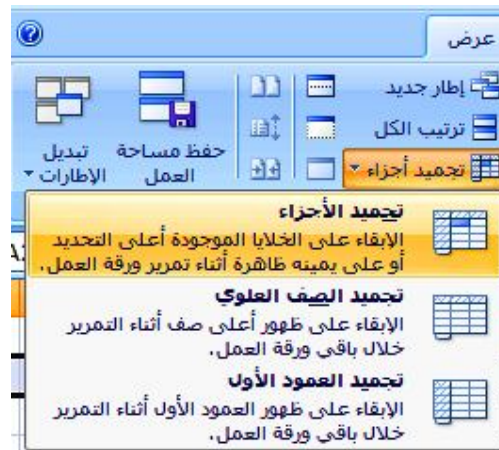 عرض
إطار جديد
ترتيب الكل
تجميد أجزاء
حفظ مساحة
العمل
تبديل
الإطارات
تجميد الأجزاء
الإبقاء على الخلايا الموجودة أعلى التحديد
أو على يمينه ظاهرة أثناء تمرير ورقة العمل.
تجميد الصف العلوي
الإبقاء على ظهور أعلى صف أثناء التمرير
خلال باقي ورقة العمل.
تجميد العمود الأول
الإبقاء على ظهور العمود الأول أثناء التمرير
خلال باقي ورقة العمل.